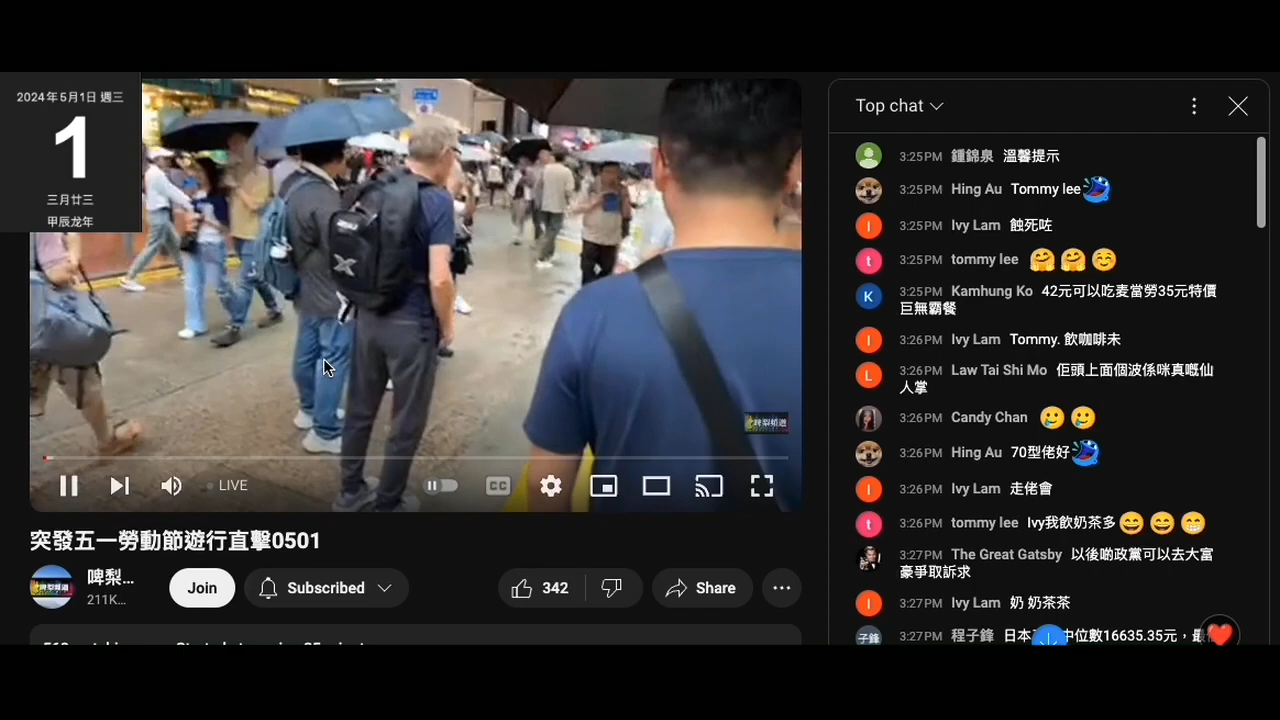 2024年5月1日 週三
1
三月廿三
甲辰龙年
X
啤梨頻道
LIVE
CC
突發五一勞動節遊行直擊0501
啤梨...
211K...
Join
Subscribed
342
Share
Top chat
3:25PM 鍾錦泉 溫馨提示
3:25PM Hing Au Tommy lee
3:25PM Ivy Lam 蝕死咗
3:25PM tommy lee
3:25PM Kamhung Ko 42元可以吃麦當勞35元特價
巨無霸餐
3:26PM Ivy Lam Tommy. 飲咖啡未
3:26PM Law Tai Shi Mo 佢頭上面個波係咪真嘅仙
人掌
3:26PM Candy Chan
3:26PM Hing Au 70型佬好
3:26PM Ivy Lam 走佬會
3:26PM tommy lee Ivy我飲奶茶多
3:27PM The Great Gatsby 以後啲政黨可以去大富
豪爭取訴求
3:27PM Ivy Lam 奶 奶茶茶
3:27PM 程子鋒 日本 中位數16635.35元，最